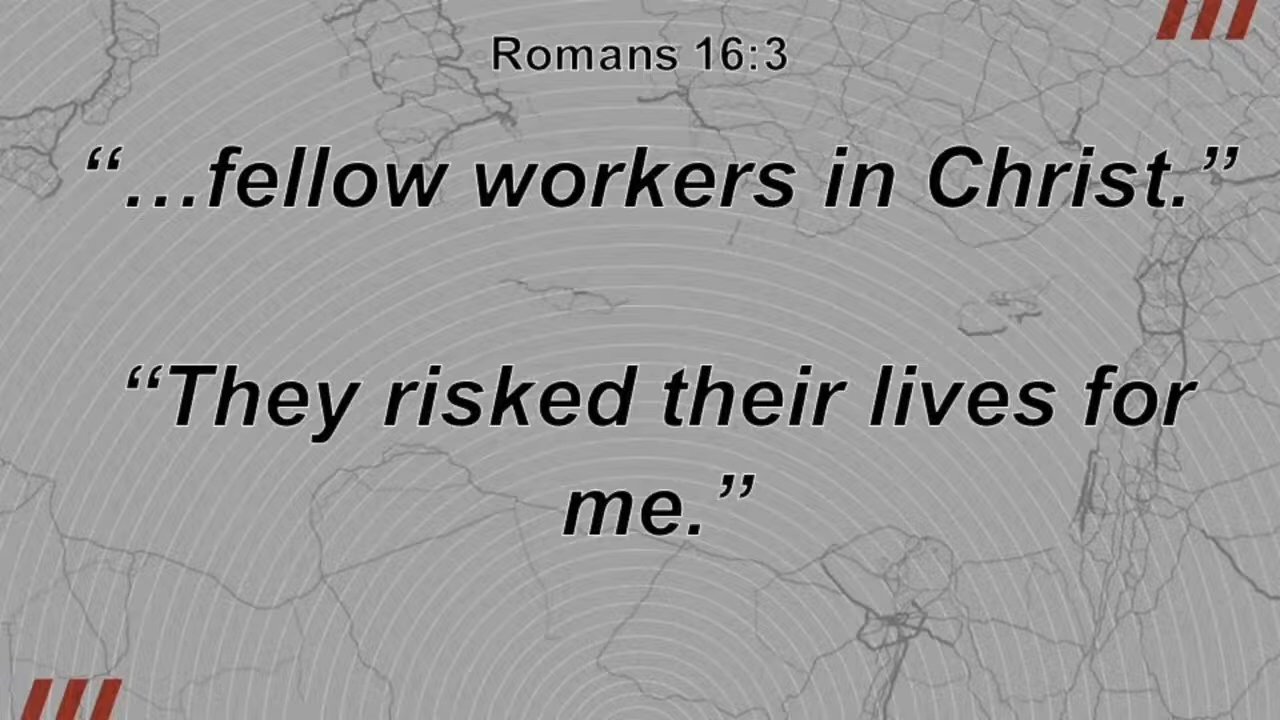 Romans 16:3
“...fellow workers in Christ.”
“They risked their lives for
me.”